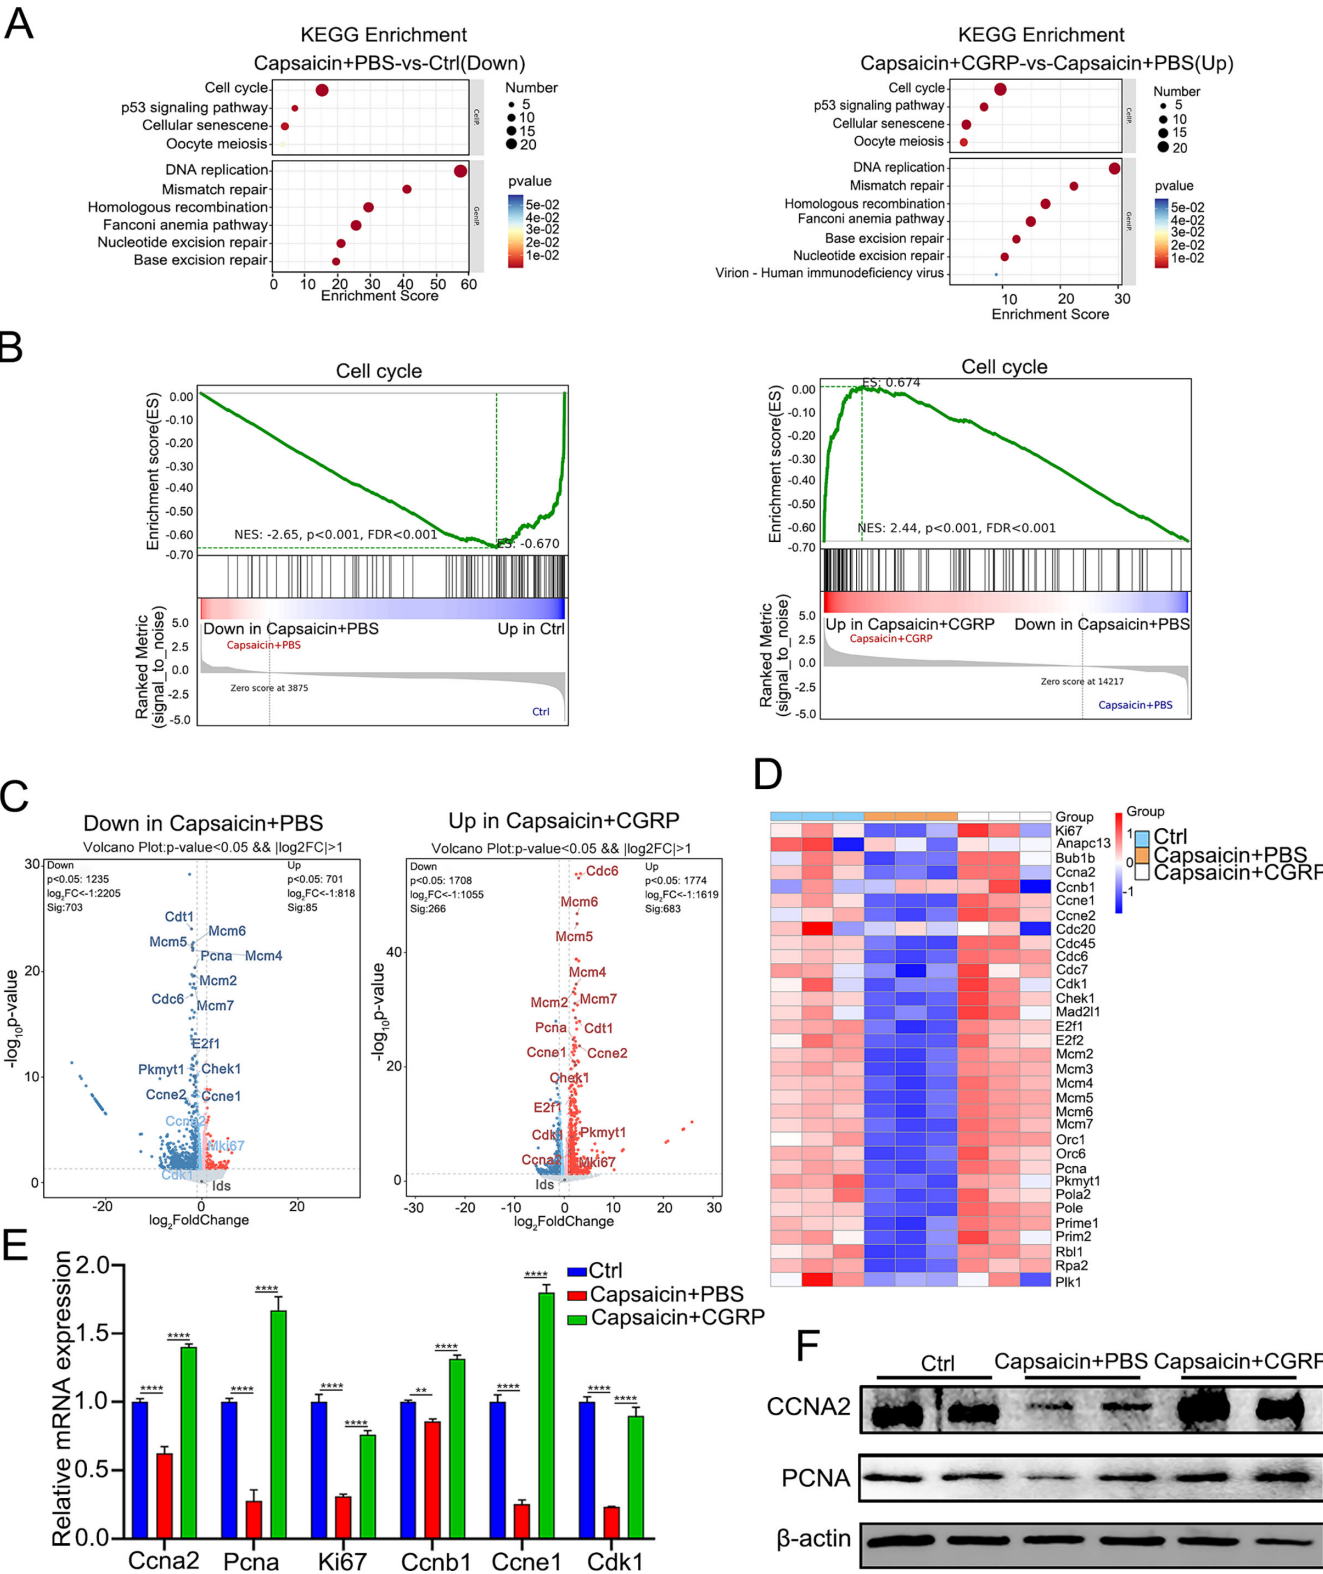 A
KEGG Enrichment
Capsaicin+PBS-vs-Ctrl(Down)
Cell cycle
p53 signaling pathway
Cellular senescene
Oocyte meiosis
DNA replication
Mismatch repair
Homologous recombination
Fanconi anemia pathway
Nucleotide excision repair
Base excision repair
0 10 20 30 40 50 60
Enrichment Score
CellP.
GenIP.
Number
5
10
15
20
pvalue
5e-02
4e-02
3e-02
2e-02
1e-02
KEGG Enrichment
Capsaicin+CGRP-vs-Capsaicin+PBS(Up)
Cell cycle
p53 signaling pathway
Cellular senescene
Oocyte meiosis
DNA replication
Mismatch repair
Homologous recombination
Fanconi anemia pathway
Base excision repair
Nucleotide excision repair
Virion - Human immunodeficiency virus
10 20 30
Enrichment Score
CellP.
GenIP.
Number
5
10
15
20
pvalue
5e-02
4e-02
3e-02
2e-02
1e-02
B
Cell cycle
Enrichment score(ES)
0.00
-0.10
-0.20
-0.30
-0.40
-0.50
-0.60
-0.70
NES: -2.65, p<0.001, FDR<0.001
ES: -0.670
Down in Capsaicin+PBS Up in Ctrl
Capsaicin+PBS
Ranked Metric
(signal_to_noise)
5.0
2.5
0.0
-2.5
-5.0
Zero score at 3875
Ctrl
Cell cycle
Enrichment score(ES)
0.00
-0.10
-0.20
-0.30
-0.40
-0.50
-0.60
-0.70
ES: 0.674
NES: 2.44, p<0.001, FDR<0.001
Up in Capsaicin+CGRP Down in Capsaicin+PBS
Capsaicin+CGRP
Ranked Metric
(signal_to_noise)
5.0
2.5
0.0
-2.5
-5.0
Zero score at 14217
Capsaicin+PBS
C
Down in Capsaicin+PBS
Volcano Plot:p-value<0.05 && |log2FC|>1
Down
p<0.05: 1235
log2FC<-1:2205
Sig:703
Up
p<0.05: 701
log2FC<-1:818
Sig:85
-log10p-value
30
20
10
0
Cdt1
Mcm6
Mcm5
Pcna
Mcm4
Mcm2
Cdc6
Mcm7
E2f1
Pkmyt1
Chek1
Ccne2
Ccne1
Ccna2
Mki67
Cdk1
Ids
-20 0 20
log2FoldChange
Up in Capsaicin+CGRP
Volcano Plot:p-value<0.05 && |log2FC|>1
Down
p<0.05: 1708
log2FC<-1:1055
Sig:266
Up
p<0.05: 1774
log2FC<-1:1619
Sig:683
-log10p-value
40
20
0
Cdc6
Mcm6
Mcm5
Mcm4
Mcm2
Mcm7
Pcna
Cdt1
Ccne1
Ccne2
Chek1
E2f1
Cdk1
Pkmyt1
Ccna2
Mki67
Ids
-30 -20 -10 0 10 20 30
log2FoldChange
D
Group
Ki67
Anapc13
Bub1b
Ccna2
Ccnb1
Ccne1
Ccne2
Cdc20
Cdc45
Cdc6
Cdc7
Cdk1
Chek1
Mad2l1
E2f1
E2f2
Mcm2
Mcm3
Mcm4
Mcm5
Mcm6
Mcm7
Orc1
Orc6
Pcna
Pkmyt1
Pola2
Pole
Prime1
Prim2
Rbl1
Rpa2
Plk1
1
0
-1
Group
Ctrl
Capsaicin+PBS
Capsaicin+CGRP
E
Relative mRNA expression
2.0
1.5
1.0
0.5
0.0
**** ****
**** ****
**** ****
** ****
**** ****
**** ****
Ctrl
Capsaicin+PBS
Capsaicin+CGRP
Ccna2 Pcna Ki67 Ccnb1 Ccne1 Cdk1
F
Ctrl Capsaicin+PBS Capsaicin+CGRP
CCNA2
PCNA
β-actin